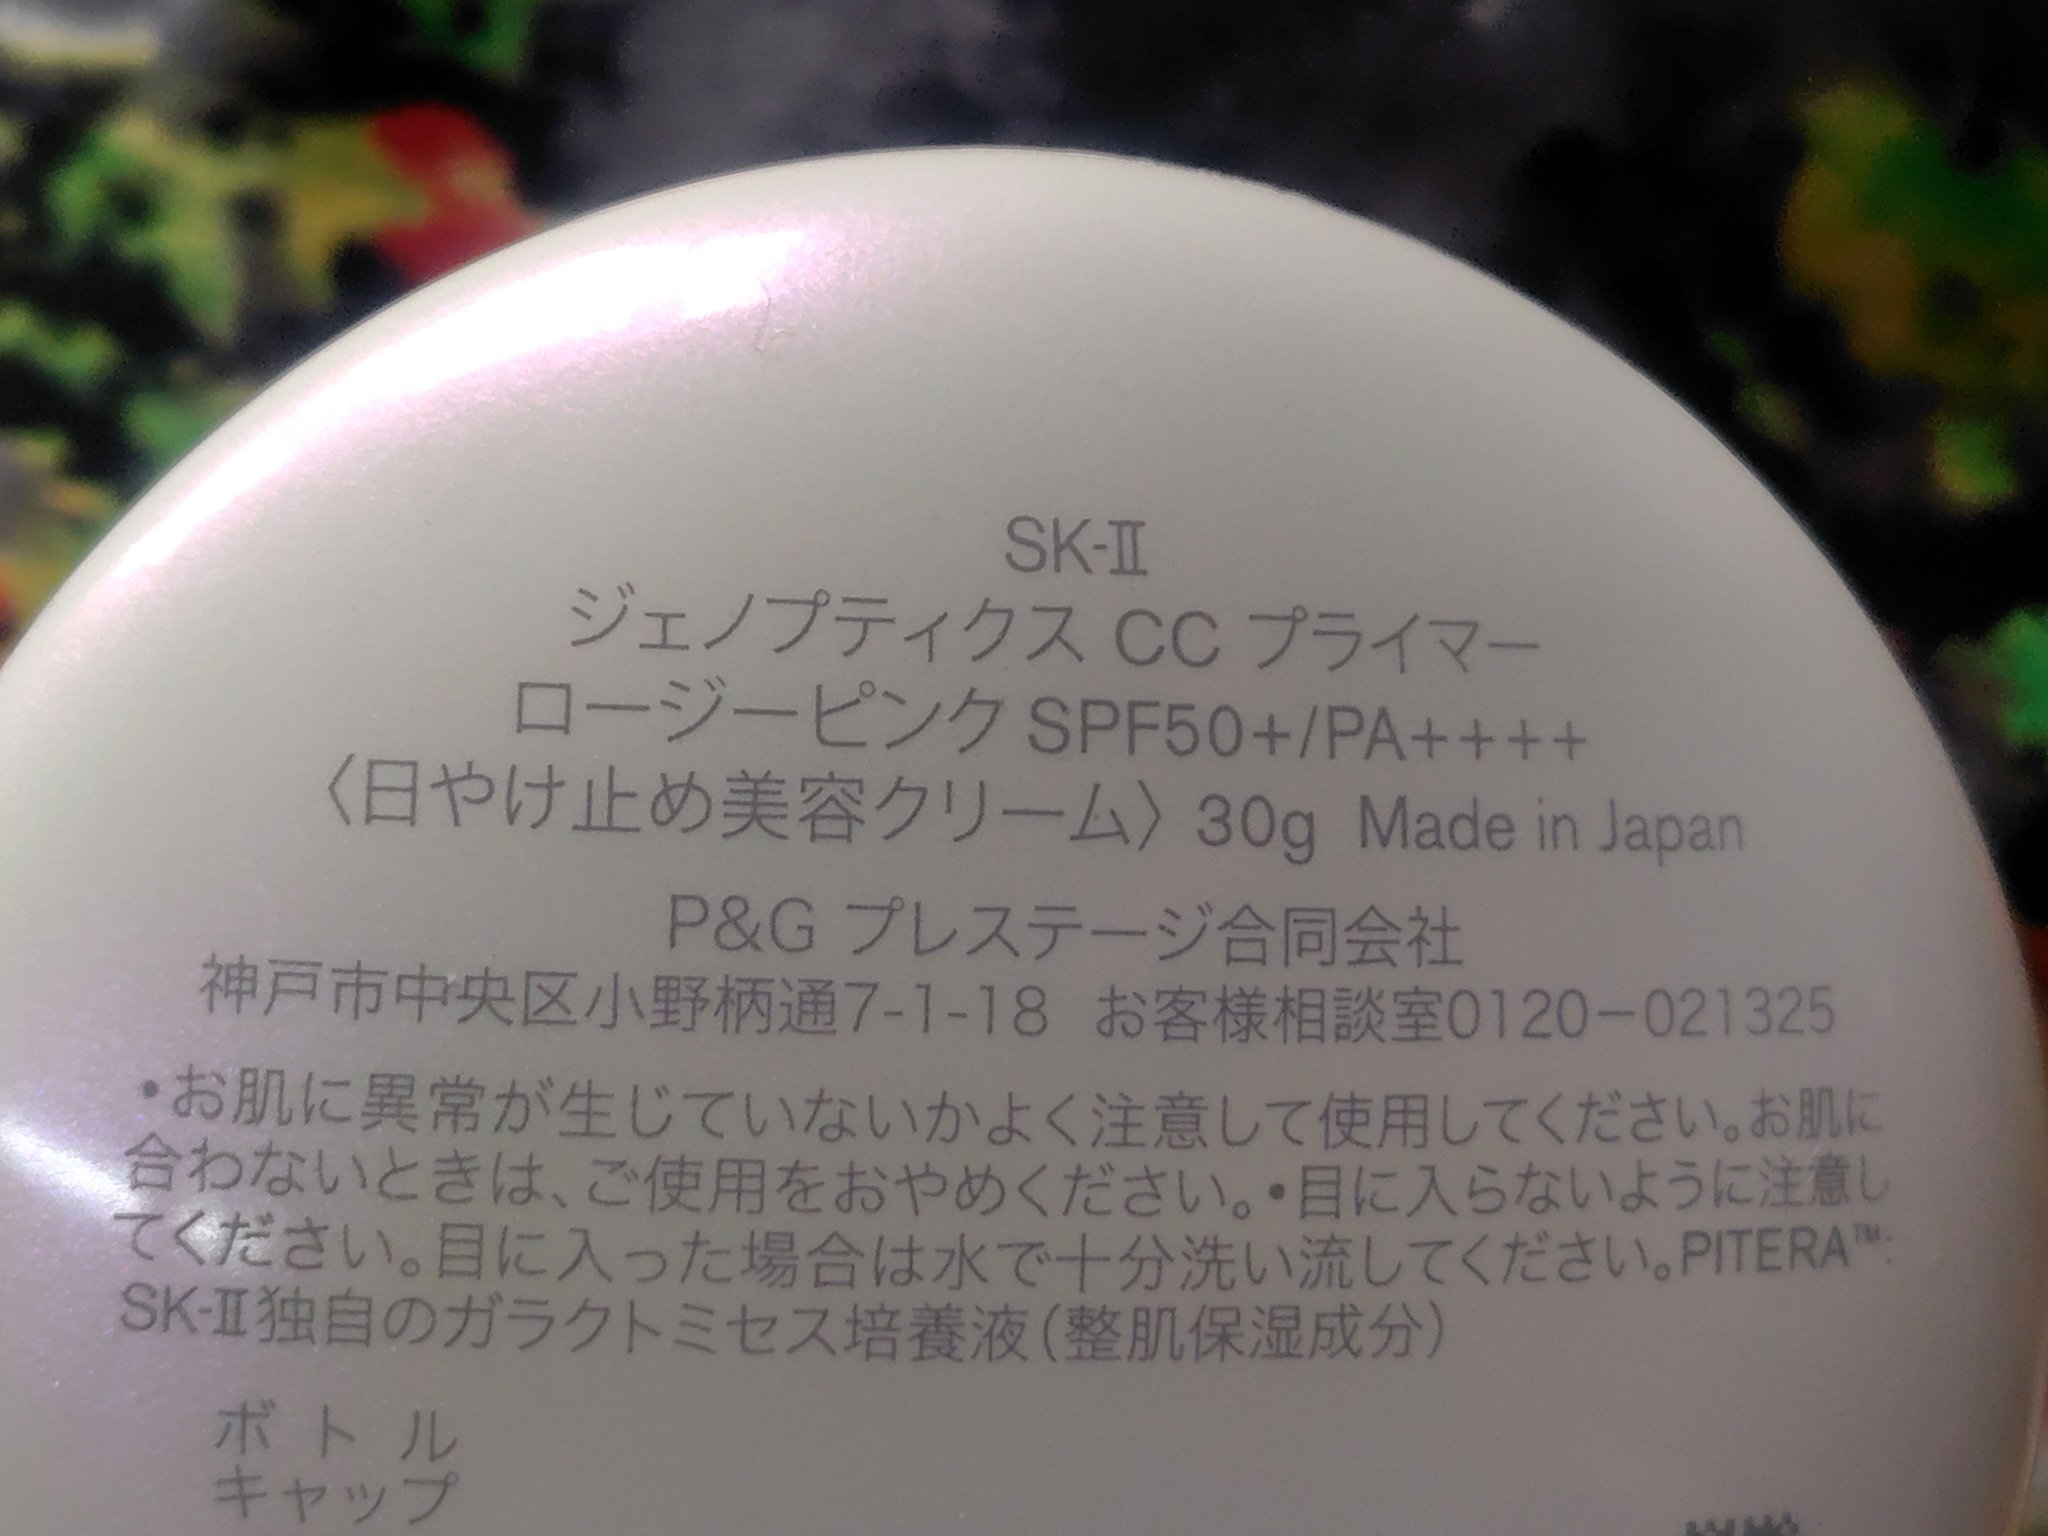 SK-Ⅱ
ジェノプティクス CC プライマー
ロージーピンク SPF50+/PA++++
〈日やけ止め美容クリーム〉 30g Made in Japan
P&G プレステージ合同会社
神戸市中央区小野柄通7-1-18 お客様相談室0120-021325
・お肌に異常が生じていないかよく注意して使用してください。お肌に
合わないときは、ご使用をおやめください。・目に入らないように注意し
てください。目に入った場合は水で十分洗い流してください。PITERA™:
SK-Ⅱ独自のガラクトミセス培養液(整肌保湿成分)
ボトル
キャップ